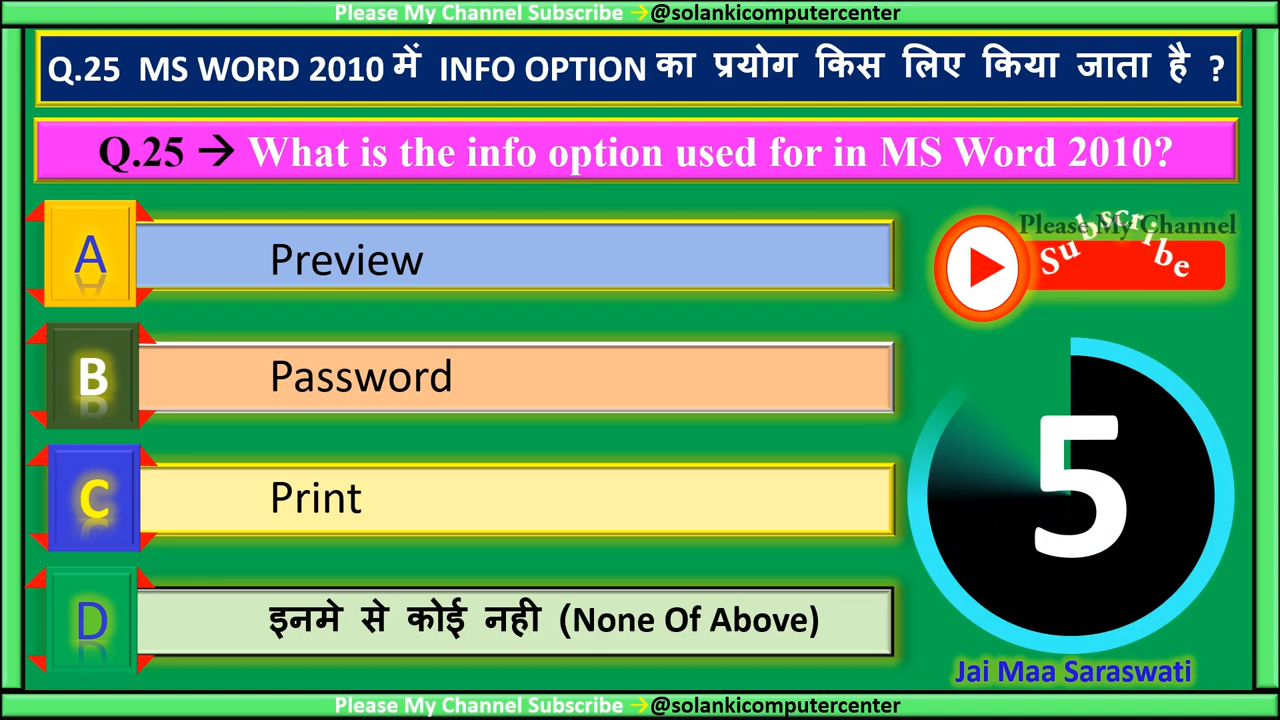 Please My Channel Subscribe →@solankicomputercenter
Q.25 MS WORD 2010 में INFO OPTION का प्रयोग किस लिए किया जाता है ?
Q.25 → What is the info option used for in MS Word 2010?
A Preview
Please My Channel
Subscribe
B Password
C Print
5
D इनमे से कोई नही (None Of Above)
Jai Maa Saraswati
Please My Channel Subscribe →@solankicomputercenter